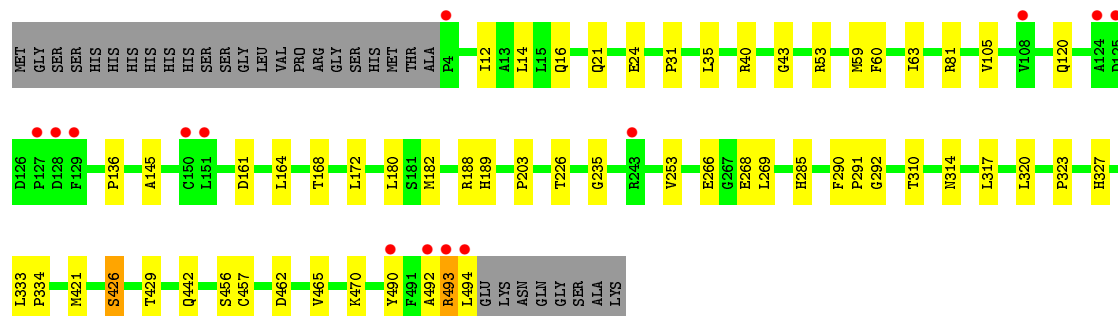 MET GLY SER SER HIS HIS HIS HIS HIS HIS SER SER GLY LEU VAL PRO ARG GLY SER HIS MET THR ALA P4 I12 A13 L14 L15 Q16 Q21 E24 P31 L35 R40 G43 R53 M59 F60 I63 R81 V105 V108 Q120 A124 D125
D126 P127 D128 F129 P136 A145 C150 L151 D161 L164 T168 L172 L180 S181 M182 R188 H189 P203 T226 G235 R243 V253 E266 G267 E268 L269 H285 F290 P291 G292 T310 N314 L317 L320 P323 H327
L333 P334 M421 S426 T429 Q442 S456 C457 D462 V465 K470 Y490 F491 A492 R493 L494 GLU LYS ASN GLN GLY SER ALA LYS